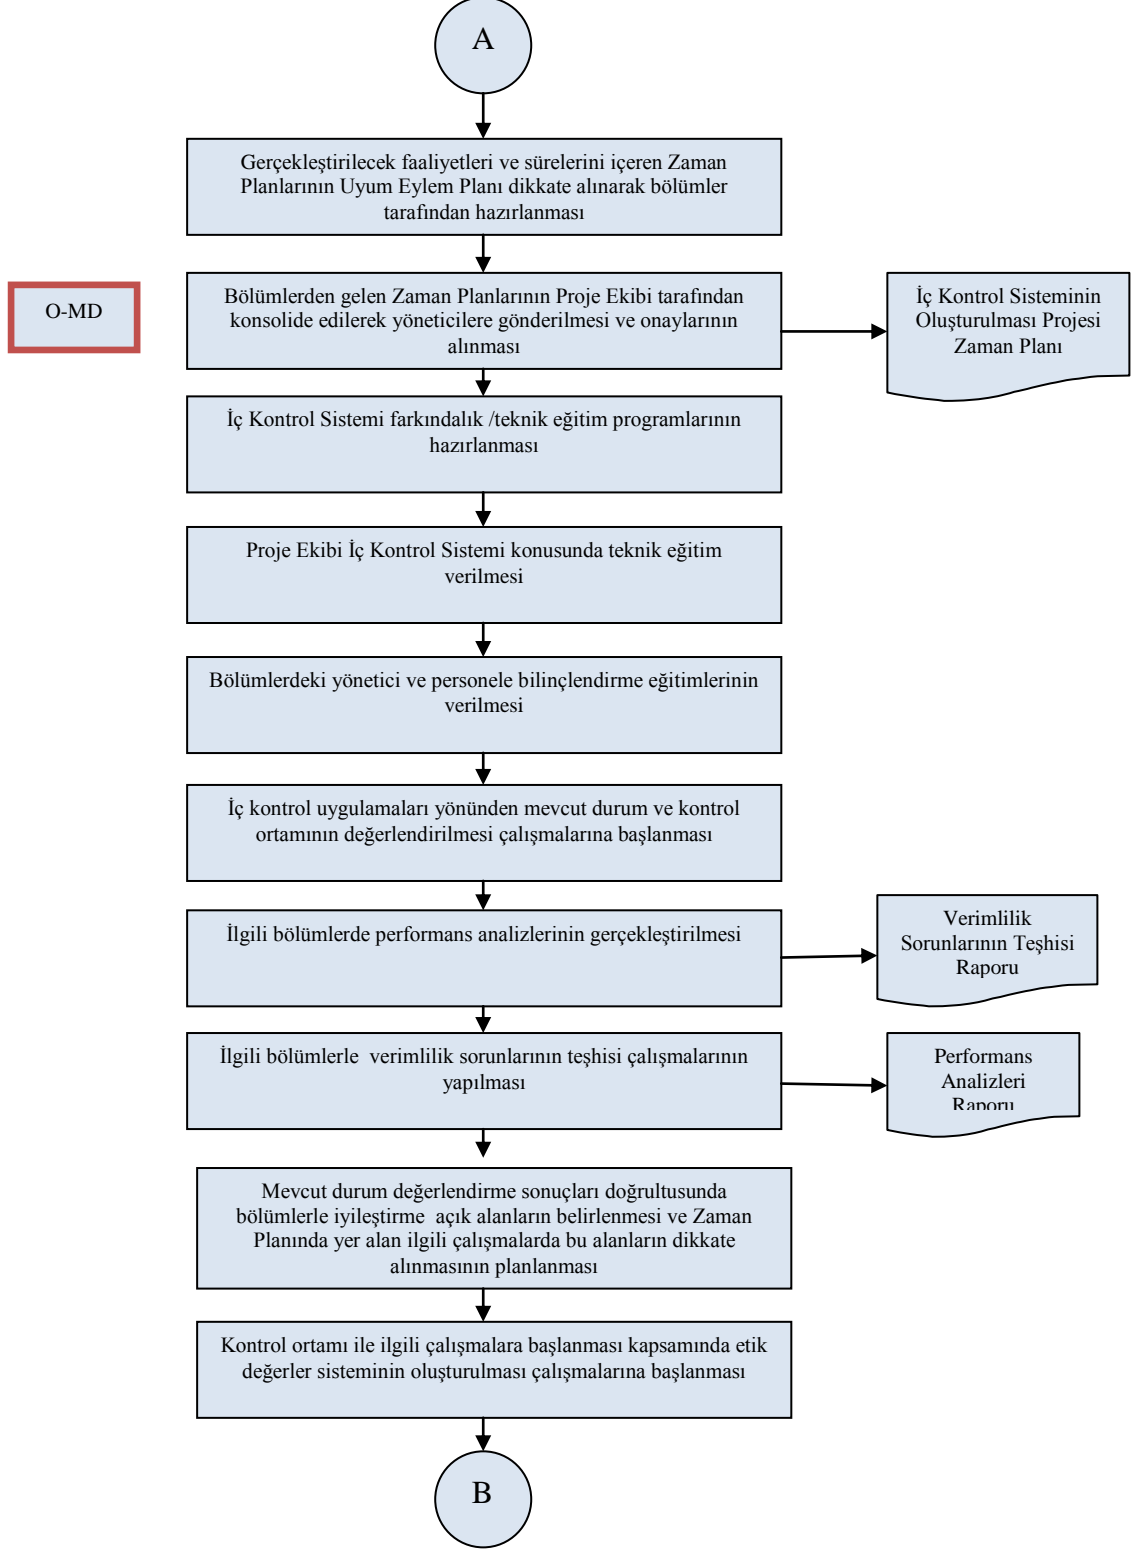 A
Gerçekleştirilecek faaliyetleri ve sürelerini içeren Zaman
Planlarının Uyum Eylem Planı dikkate alınarak bölümler
tarafından hazırlanması
O-MD
Bölümlerden gelen Zaman Planlarının Proje Ekibi tarafından
konsolide edilerek yöneticilere gönderilmesi ve onaylarının
alınması
İç Kontrol Sisteminin
Oluşturulması Projesi
Zaman Planı
İç Kontrol Sistemi farkındalık /teknik eğitim programlarının
hazırlanması
Proje Ekibi İç Kontrol Sistemi konusunda teknik eğitim
verilmesi
Bölümlerdeki yönetici ve personele bilinçlendirme eğitimlerinin
verilmesi
İç kontrol uygulamaları yönünden mevcut durum ve kontrol
ortamının değerlendirilmesi çalışmalarına başlanması
İlgili bölümlerde performans analizlerinin gerçekleştirilmesi
Verimlilik
Sorunlarının Teşhisi
Raporu
İlgili bölümlerle  verimlilik sorunlarının teşhisi çalışmalarının
yapılması
Performans
Analizleri
Raporu
Mevcut durum değerlendirme sonuçları doğrultusunda
bölümlerle iyileştirme  açık alanların belirlenmesi ve Zaman
Planında yer alan ilgili çalışmalarda bu alanların dikkate
alınmasının planlanması
Kontrol ortamı ile ilgili çalışmalara başlanması kapsamında etik
değerler sisteminin oluşturulması çalışmalarına başlanması
B